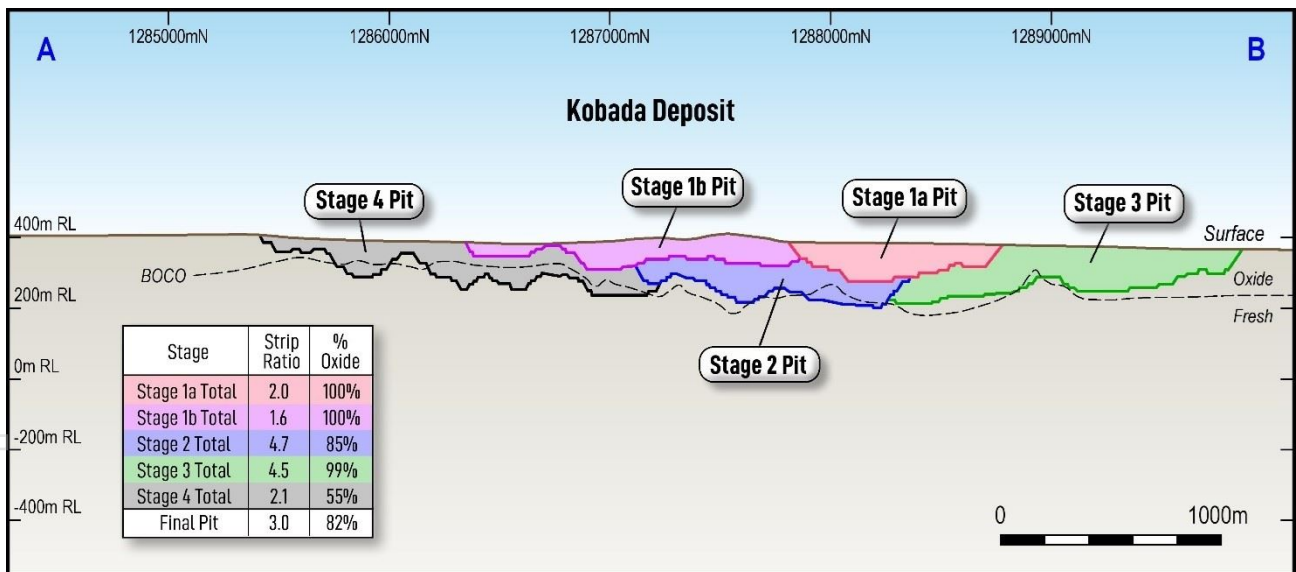 1285000mN 1286000mN 1287000mN 1288000mN 1289000mN
A B
Kobada Deposit
Stage 4 Pit
Stage 1b Pit
Stage 1a Pit
Stage 3 Pit
400m RL
Surface
BOCO
Oxide
200m RL
Fresh
Stage 2 Pit
Stage Strip Ratio % Oxide
Stage 1a Total 2.0 100%
Stage 1b Total 1.6 100%
Stage 2 Total 4.7 85%
Stage 3 Total 4.5 99%
Stage 4 Total 2.1 55%
Final Pit 3.0 82%
0m RL
-200m RL
-400m RL
0 1000m